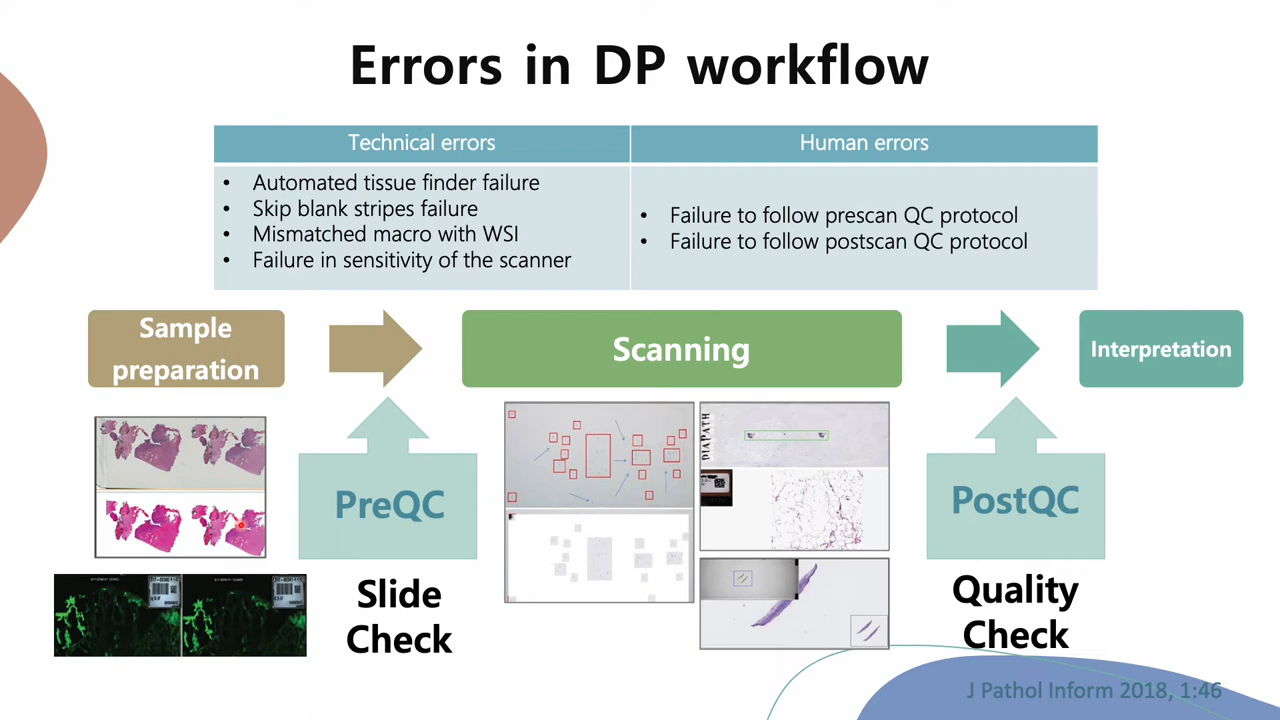 Errors in DP workflow
Technical errors
Human errors
• Automated tissue finder failure
• Skip blank stripes failure
• Mismatched macro with WSI
• Failure in sensitivity of the scanner
• Failure to follow prescan QC protocol
• Failure to follow postscan QC protocol
Sample
preparation
Scanning
Interpretation
PreQC
Slide
Check
DIAPATH
PostQC
Quality
Check
J Pathol Inform 2018, 1:46